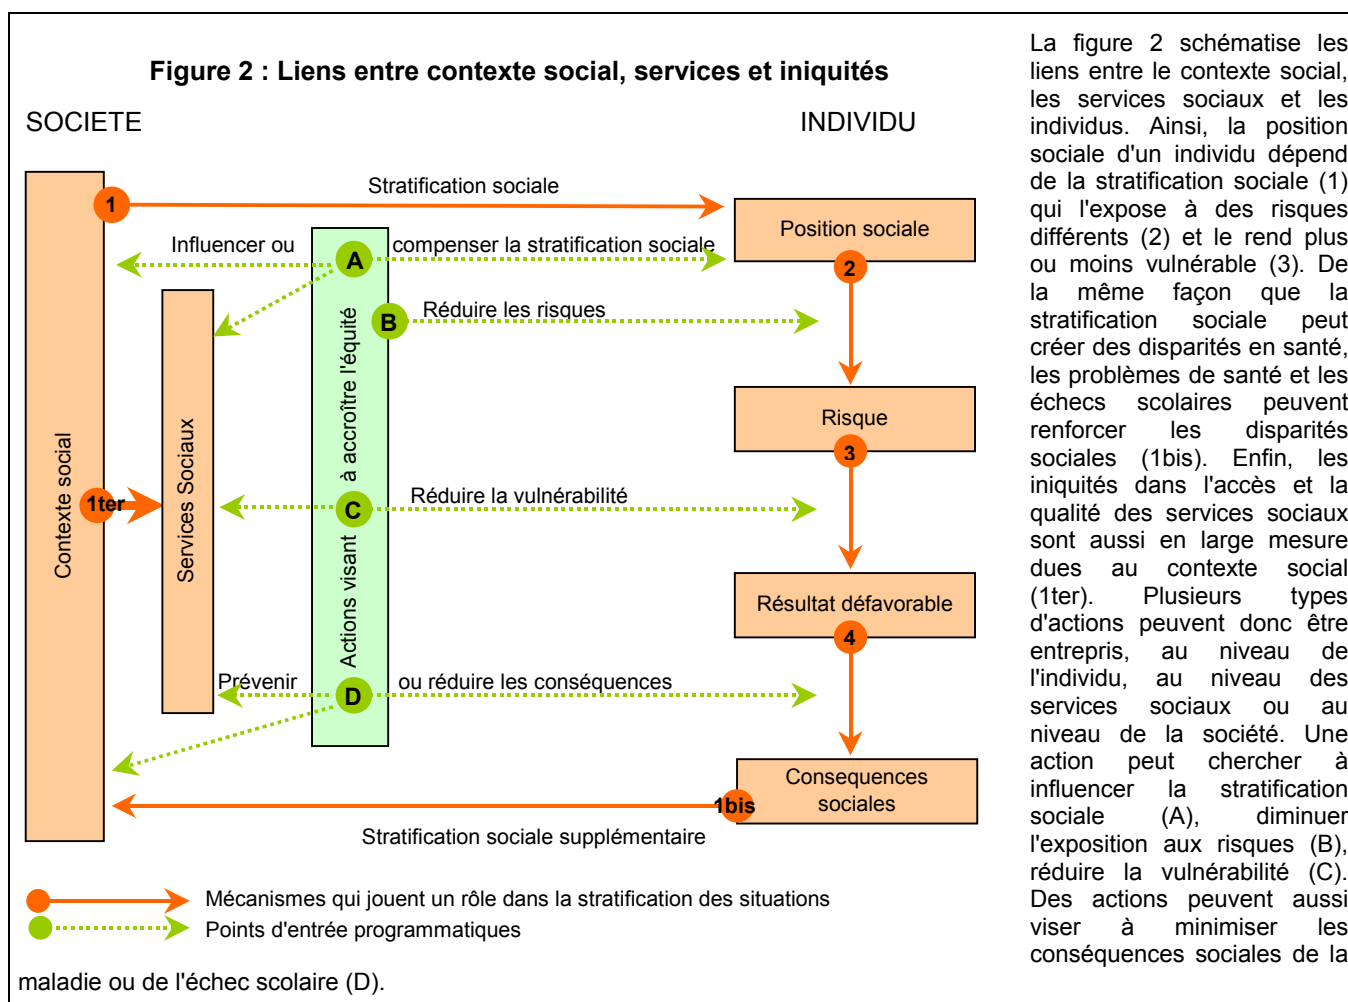 Figure 2 : Liens entre contexte social, services et iniquités
SOCIETE
INDIVIDU
1
Stratification sociale
Position sociale
Influencer ou
A
compenser la stratification sociale
2
B
Réduire les risques
Risque
3
Contexte social
1ter
Services Sociaux
Actions visant à accroître l'équité
C
Réduire la vulnérabilité
Résultat défavorable
4
Prévenir
D
ou réduire les conséquences
Consequences
sociales
1bis
Stratification sociale supplémentaire
Mécanismes qui jouent un rôle dans la stratification des situations
Points d'entrée programmatiques
La figure 2 schématise les
liens entre le contexte social,
les services sociaux et les
individus. Ainsi, la position
sociale d'un individu dépend
de la stratification sociale (1)
qui l'expose à des risques
différents (2) et le rend plus
ou moins vulnérable (3). De
la même façon que la
stratification sociale peut
créer des disparités en santé,
les problèmes de santé et les
échecs scolaires peuvent
renforcer les disparités
sociales (1bis). Enfin, les
iniquités dans l'accès et la
qualité des services sociaux
sont aussi en large mesure
dues au contexte social
(1ter). Plusieurs types
d'actions peuvent donc être
entrepris, au niveau de
l'individu, au niveau des
services sociaux ou au
niveau de la société. Une
action peut chercher à
influencer la stratification
sociale (A), diminuer
l'exposition aux risques (B),
réduire la vulnérabilité (C).
Des actions peuvent aussi
viser à minimiser les
conséquences sociales de la
maladie ou de l'échec scolaire (D).